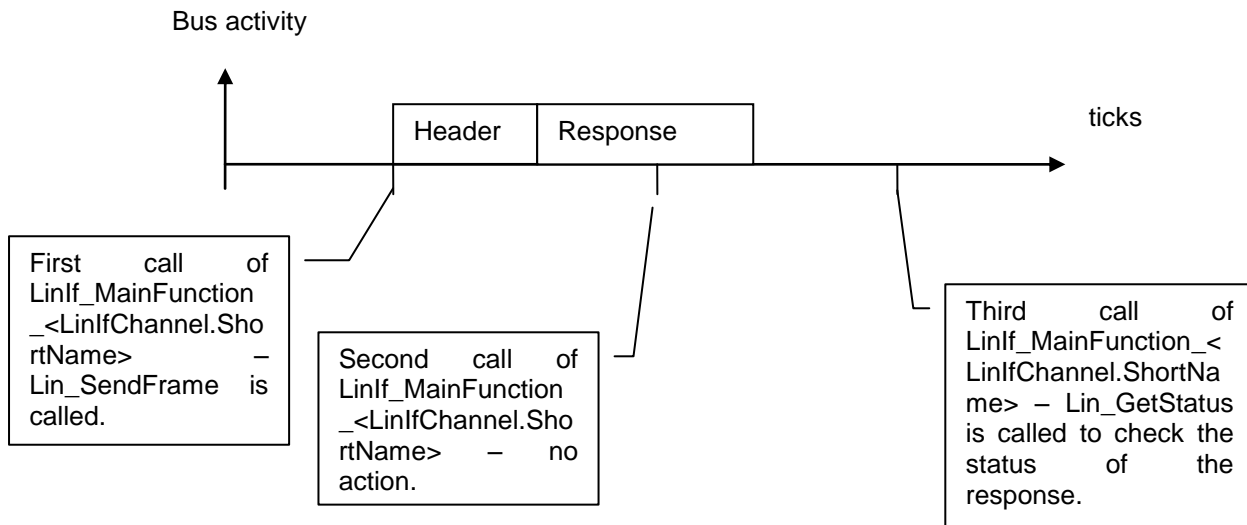 Bus activity
Header
Response
ticks
First call of
LinIf_MainFunction
_<LinIfChannel.Sho
rtName> –
Lin_SendFrame is
called.
Second call of
LinIf_MainFunction
_<LinIfChannel.Sho
rtName> – no
action.
Third call of
LinIf_MainFunction_<
LinIfChannel.ShortNa
me> – Lin_GetStatus
is called to check the
status of the
response.